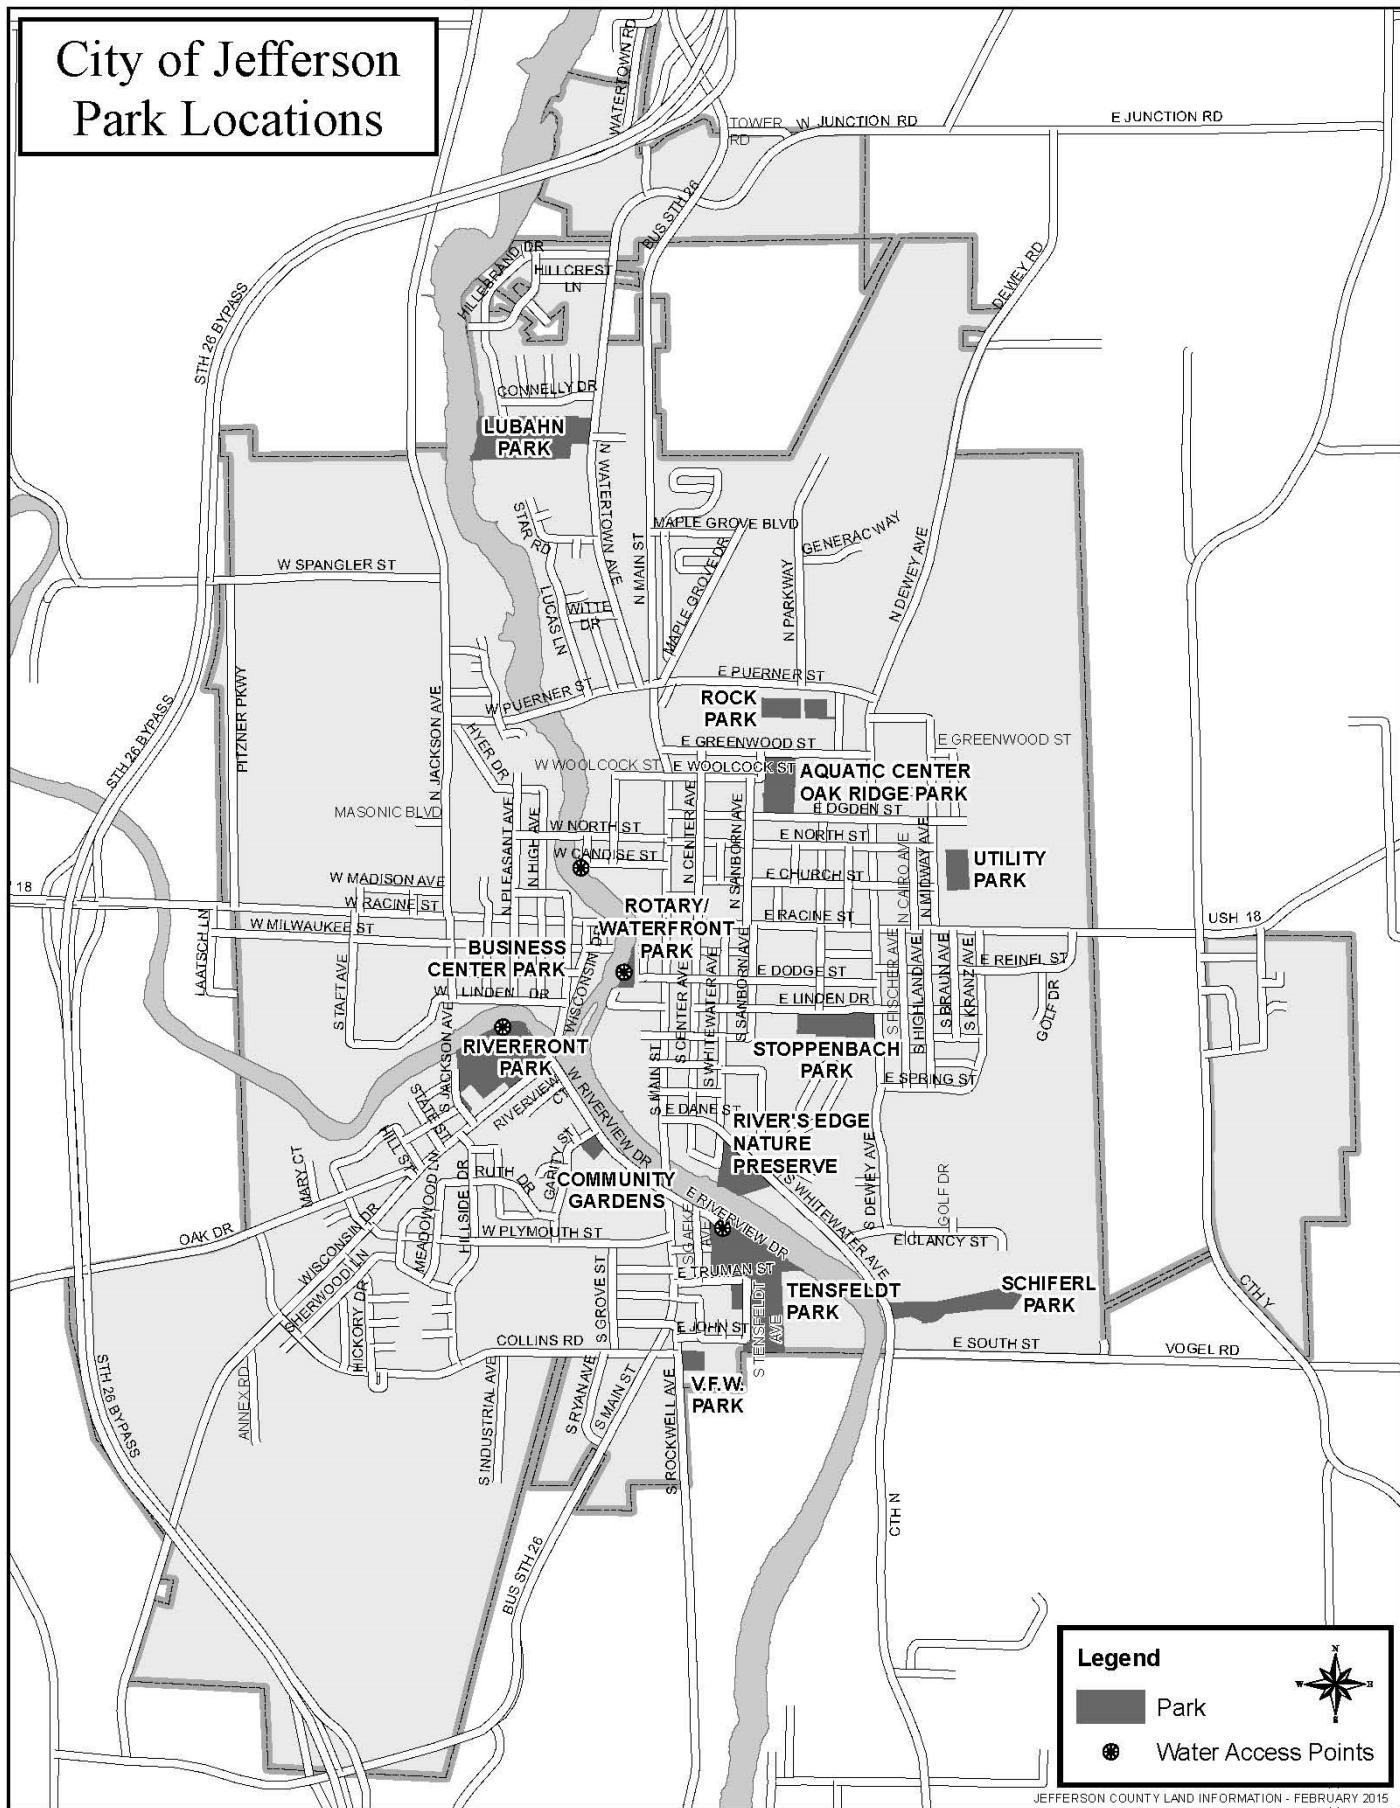 City of Jefferson
Park Locations
WATERTOWN RD
TOWER
RD
W JUNCTION RD
E JUNCTION RD
BUS STH 26
HILLEBRAND DR
HILLCREST
LN
DEWEY RD
STH 26 BYPASS
CONNELLY DR
LUBAHN
PARK
N WATERTOWN AVE
STAR RD
MAPLE GROVE BLVD
GENERAC WAY
N MAIN ST
MAPLE GROVE DR
N PARKWAY
N DEWEY AVE
W SPANGLER ST
LUCAS LN
WITTE
DR
PITZNER PKWY
N JACKSON AVE
STH 26 BYPASS
E PUERNER ST
W PUERNER ST
ROCK
PARK
HYER DR
E GREENWOOD ST
E GREENWOOD ST
W WOOLCOCK ST
E WOOLCOCK ST
AQUATIC CENTER
OAK RIDGE PARK
E OGDEN ST
MASONIC BLVD
N PLEASANT AVE
N HIGH AVE
W NORTH ST
N CENTER AVE
N SANBORN AVE
E NORTH ST
N CAIRO AVE
N MIDWAY AVE
W CANDISE ST
UTILITY
PARK
W MADISON AVE
E CHURCH ST
18
W RACINE ST
ROTARY/
WATERFRONT
PARK
E RACINE ST
USH 18
LAATSCH LN
W MILWAUKEE ST
BUSINESS
CENTER PARK
WISCONSIN DR
STAFT AVE
E DODGE ST
E REINEL ST
W LINDEN DR
E LINDEN DR
S CENTER AVE
S WHITEWATER AVE
S SANBORN AVE
S FISCHER AVE
S HIGHLAND AVE
S BRAUN AVE
S KRANZ AVE
GOLF DR
S JACKSON AVE
RIVERFRONT
PARK
STOPPENBACH
PARK
S MAIN ST
E SPRING ST
STATE ST
RIVERVIEW
CT
W RIVERVIEW DR
E DANE ST
RIVER'S EDGE
NATURE
PRESERVE
HILL ST
MARY CT
MEADOWOOD LN
HILLSIDE DR
RUTH
DR
GARITY ST
COMMUNITY
GARDENS
S WHITEWATER AVE
S DEWEY AVE
GOLF DR
OAK DR
WISCONSIN DR
W PLYMOUTH ST
S GAEKE
AVE
E RIVERVIEW DR
E CLANCY ST
SHERWOOD LN
E TRUMAN ST
TENSFELDT
PARK
SCHIFERL
PARK
CTH Y
HICKORY DR
S GROVE ST
S TENSFELDT
AVE
COLLINS RD
E JOHN ST
E SOUTH ST
VOGEL RD
STH 26 BYPASS
ANNEX RD
S INDUSTRIAL AVE
S RYAN AVE
S MAIN ST
S ROCKWELL AVE
V.F.W.
PARK
CTH N
BUS STH 26
Legend
N
W
E
S
Park
Water Access Points
JEFFERSON COUNTY LAND INFORMATION - FEBRUARY 2015